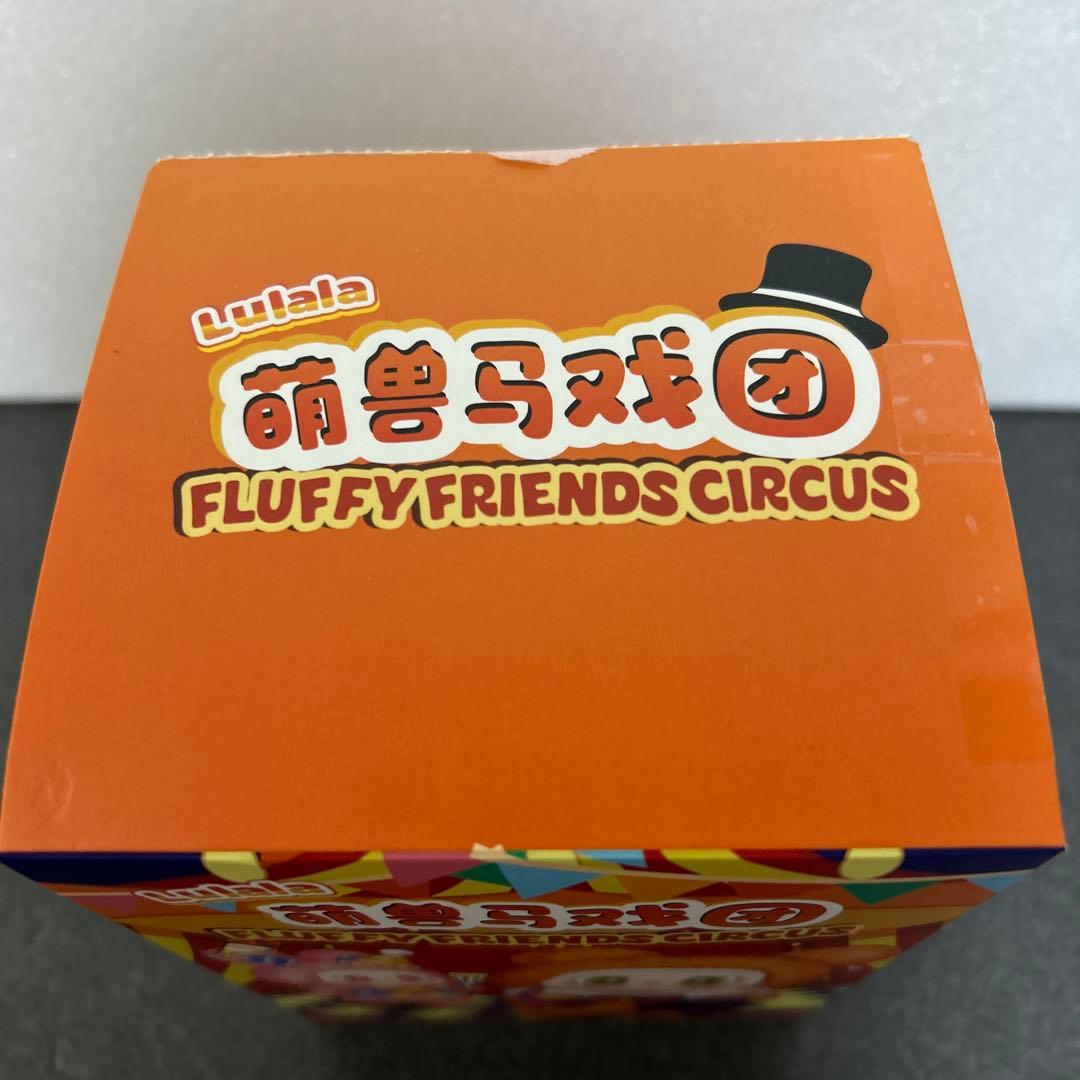 Lulala
萌兽马戏团
FLUFFY FRIENDS CIRCUS
Lulala
萌兽马戏团
FLUFFY FRIENDS CIRCUS